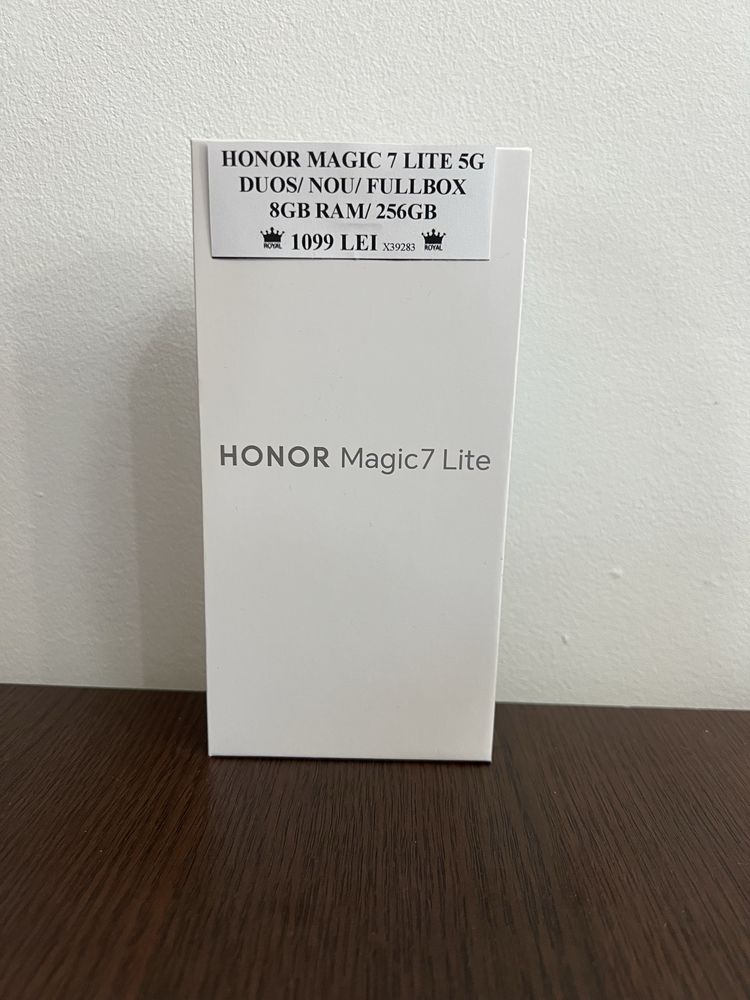 HONOR MAGIC 7 LITE 5G
DUOS/ NOU/ FULLBOX
8GB RAM/ 256GB
ROYAL 1099 LEI X39283 ROYAL
HONOR Magic7 Lite